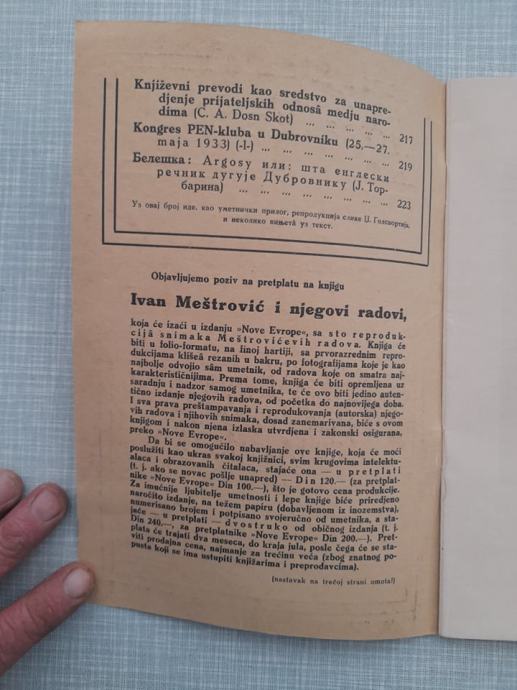 Književni prevodi kao sredstvo za unapre-
djenje prijateljskih odnosâ medju naro-
dima (C. A. Dosn Skot) ... ... ... ... ... 217
Kongres PEN-kluba u Dubrovniku (25.—27.
maja 1933) (-l-) ... ... ... ... ... ... ... 219
Белешка: Argosy или: шта енглески
речник дугује Дубровнику (J. Тор-
барина) ... ... ... ... ... ... ... ... ... 223
Уз овај број иде, као уметнички прилог, репродукција слике Џ. Голсвортија,
и неколико вињетâ уз текст.
Objavljujemo poziv na pretplatu na knjigu
Ivan Meštrović i njegovi radovi,
koja će izaći u izdanju »Nove Evrope«, sa sto reproduk-
cijâ snimaka Meštrovićevih radova. Knjiga će
biti u folio-formatu, na finoj hartiji, sa prvorazrednim repro-
dukcijama klišeâ rezanih u bakru, po fotografijama koje je kao
najbolje odvojio sâm umetnik, od radova koje on smatra naj-
karakterističnijima. Prema tome, knjiga će biti opremljena uz
saradnju i nadzor samog umetnika, te će ovo biti jedino auten-
tično izdanje njegovih radova, od početka do najnovijega doba.
I sva prava preštampavanja i reprodukovanja (autorska) njego-
vih radova i njihovih snimaka, dosad zanemarivana, biće s ovom
knjigom i nakon njena izlaska utvrdjena i zakonski osigurana,
preko »Nove Evrope«.
Da bi se omogućilo nabavljanje ove knjige, koja će moći
poslužiti kao ukras svakoj knjižnici, svim krugovima intelektu-
alaca i obrazovanih čitalaca, stajaće ona — u pretplati
(t. j. ako se novac pošlje unapred) — Din 120.— (za pretplat-
nike »Nove Evrope« Din 100.—), što je gotovo cena produkcije.
Za imućnije ljubitelje umetnosti i lepe knjige biće priredjeno
naročito izdanje, na težem papiru (dobavljenom iz inozemstva),
numerisano brojem i potpisano svojeručno od umetnika, a sta-
jaće — u pretplati — dvostruko od običnog izdanja (t. j.
Din 240.—, za pretplatnike »Nove Evrope« Din 200.—). Pret-
plata će trajati dva meseca, do kraja jula, posle čega će se sta-
viti prodajna cena, najmanje za trećinu veća (zbog znatnog po-
pusta koji se ima ustupiti knjižarima i preprodavcima).
(nastavak na trećoj strani omota!)